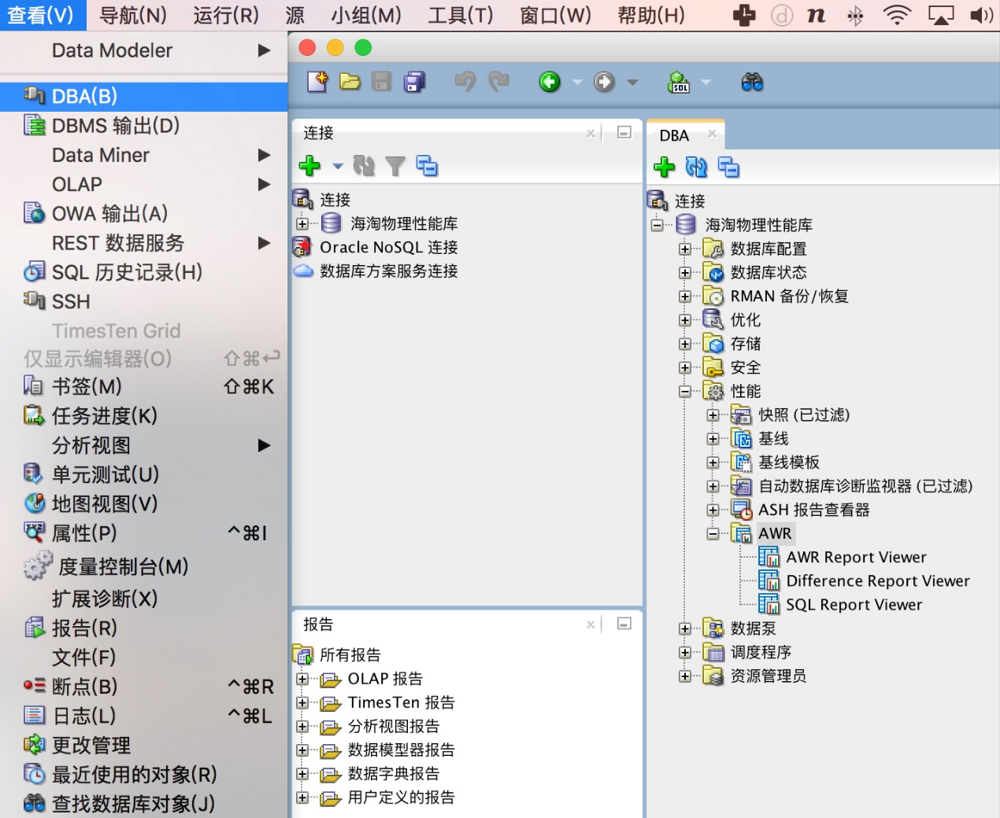 查看(V) 导航(N) 运行(R) 源 小组(M) 工具(T) 窗口(W) 帮助(H)
Data Modeler
DBA(B)
DBMS 输出(D)
Data Miner
OLAP
OWA 输出(A)
REST 数据服务
SQL 历史记录(H)
SSH
TimesTen Grid
仅显示编辑器(O) ⇧⌘↩
书签(M) ⇧⌘K
任务进度(K)
分析视图
单元测试(U)
地图视图(V)
属性(P) ^⌘I
度量控制台(M)
扩展诊断(X)
报告(R)
文件(F)
断点(B) ^⌘R
日志(L) ^⌘L
更改管理
最近使用的对象(R)
查找数据库对象(J)
SQL
连接
连接
海淘物理性能库
Oracle NoSQL 连接
数据库方案服务连接
报告
所有报告
OLAP 报告
TimesTen 报告
分析视图报告
数据模型器报告
数据字典报告
用户定义的报告
DBA
连接
海淘物理性能库
数据库配置
数据库状态
RMAN 备份/恢复
优化
存储
安全
性能
快照 (已过滤)
基线
基线模板
自动数据库诊断监视器 (已过滤)
ASH 报告查看器
AWR
AWR Report Viewer
Difference Report Viewer
SQL Report Viewer
数据泵
调度程序
资源管理员